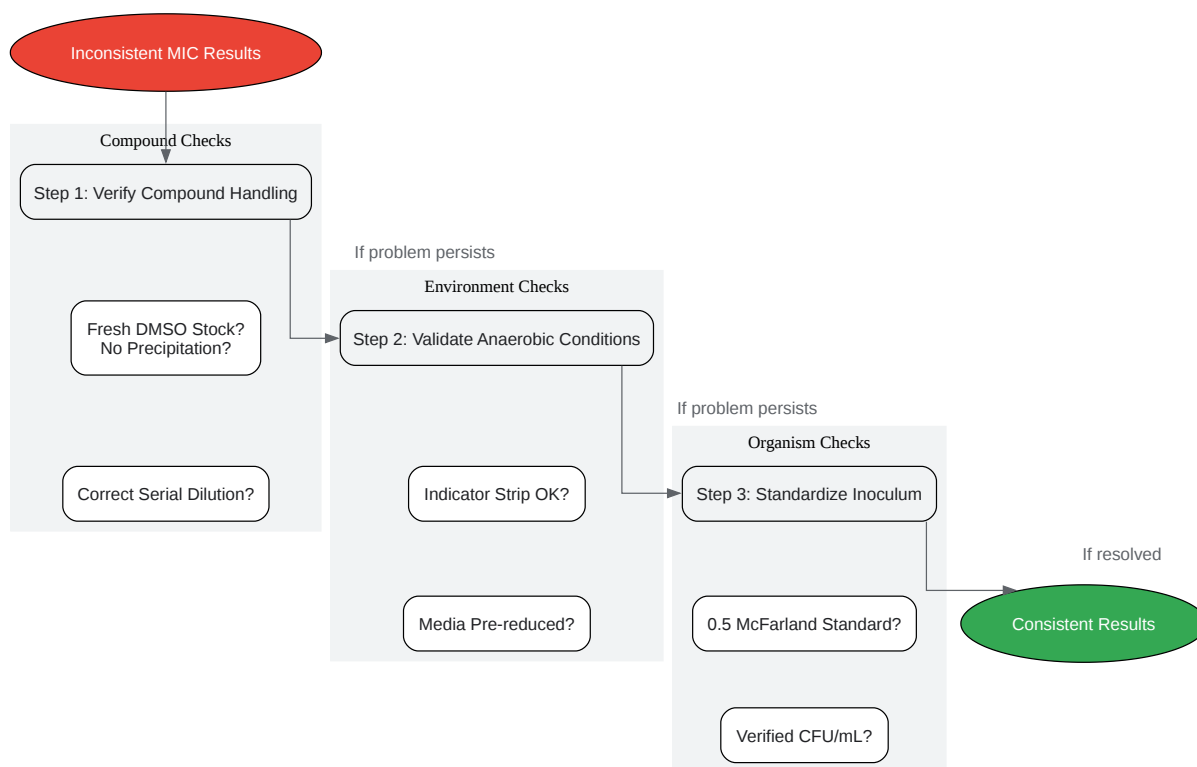 Inconsistent MIC Results
Compound Checks
Step 1: Verify Compound Handling
Fresh DMSO Stock?
No Precipitation?
Correct Serial Dilution?
If problem persists
Environment Checks
Step 2: Validate Anaerobic Conditions
Indicator Strip OK?
Media Pre-reduced?
If problem persists
Organism Checks
Step 3: Standardize Inoculum
0.5 McFarland Standard?
Verified CFU/mL?
If resolved
Consistent Results